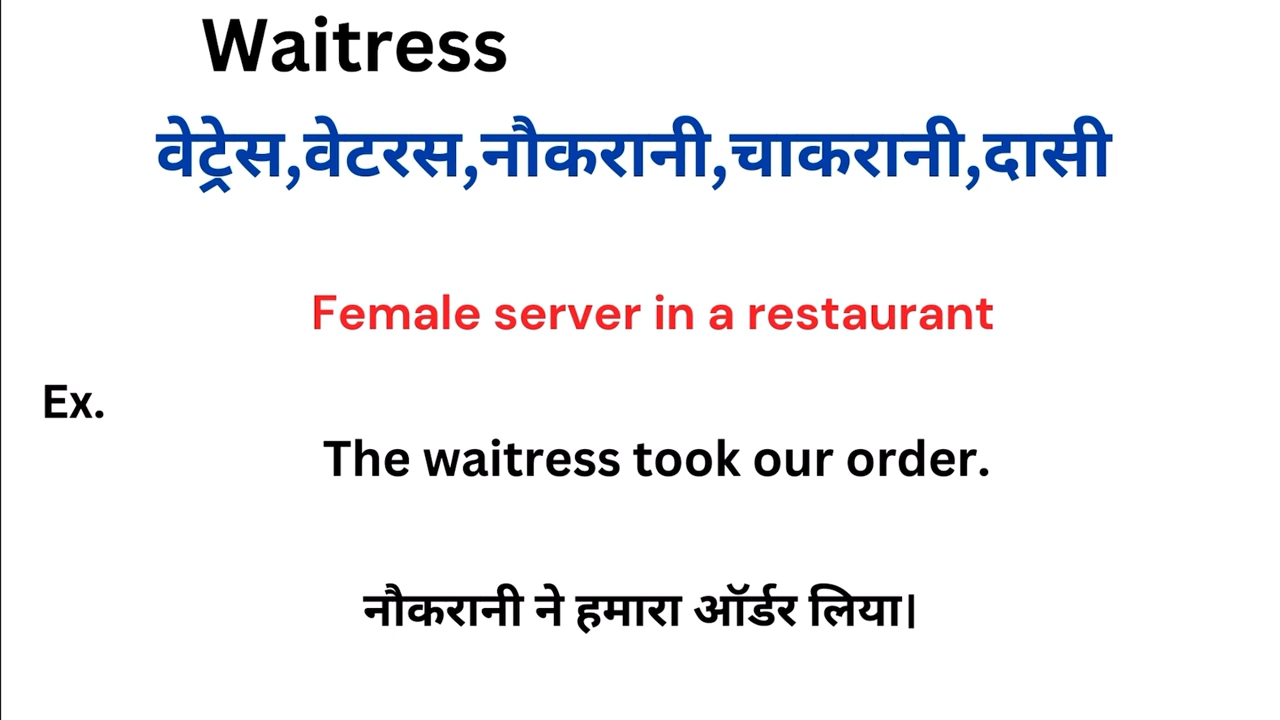 Waitress
वेट्रेस,वेटरस,नौकरानी,चाकरानी,दासी
Female server in a restaurant
Ex.
The waitress took our order.
नौकरानी ने हमारा ऑर्डर लिया।